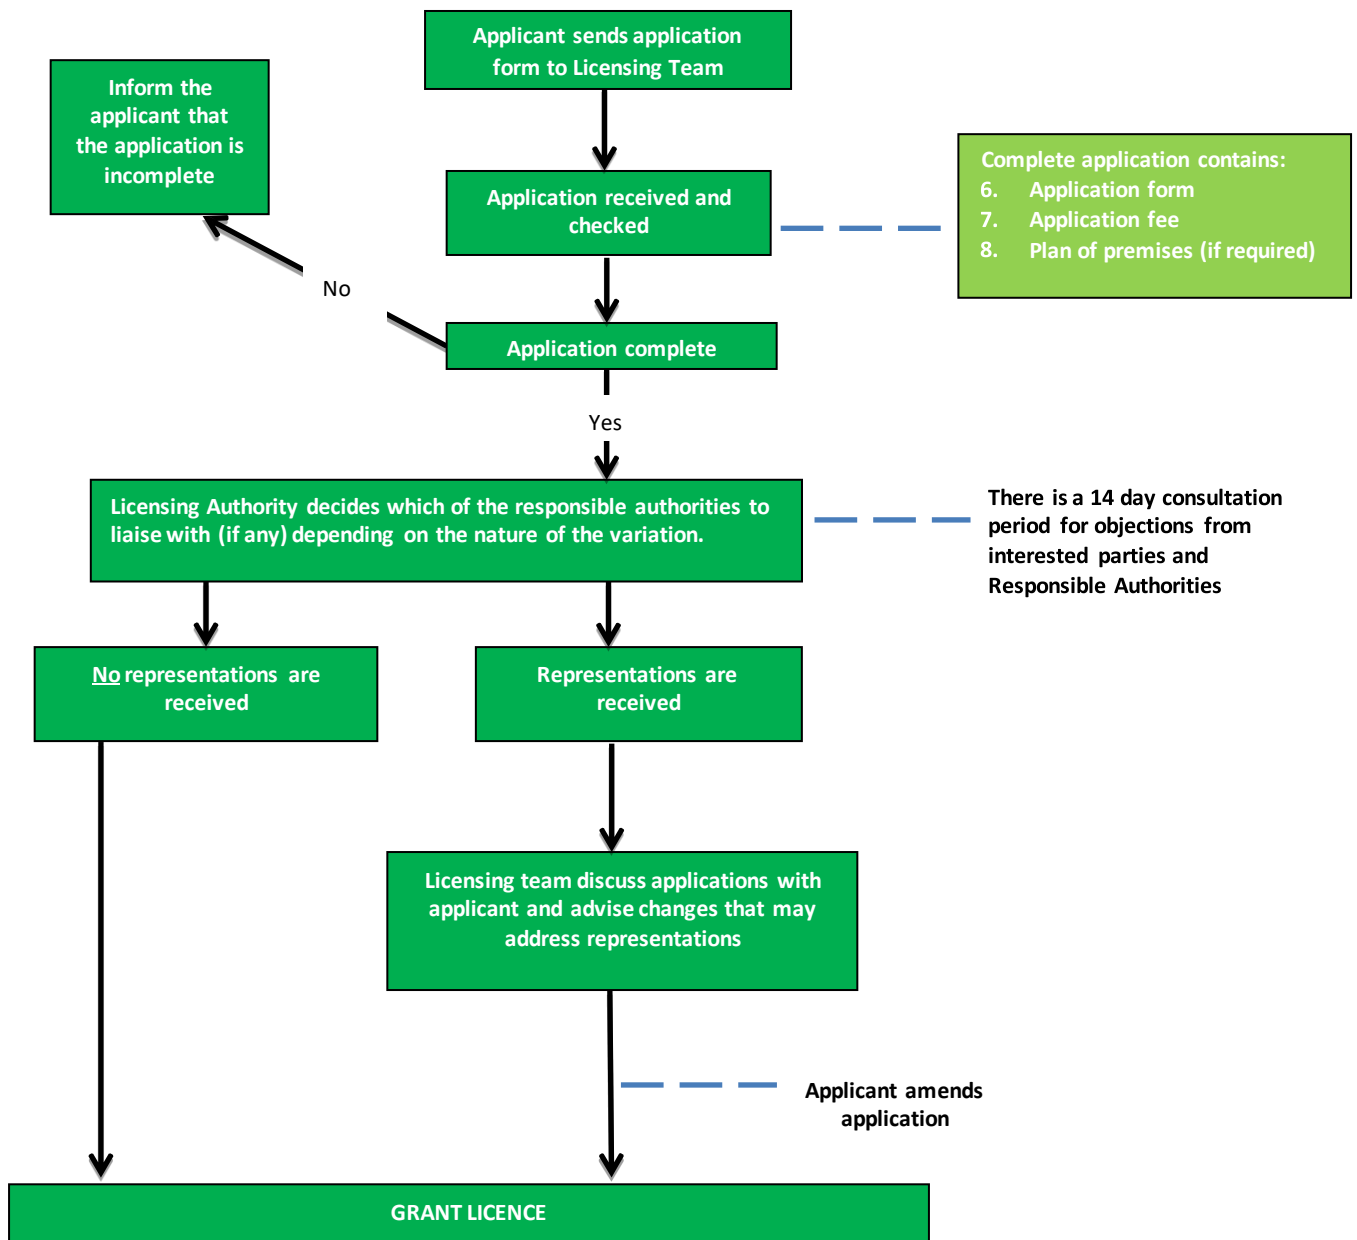 Applicant sends application
form to Licensing Team
Inform the
applicant that
the application is
incomplete
Application received and
checked
Complete application contains:
6. Application form
7. Application fee
8. Plan of premises (if required)
No
Application complete
Yes
Licensing Authority decides which of the responsible authorities to
liaise with (if any) depending on the nature of the variation.
There is a 14 day consultation
period for objections from
interested parties and
Responsible Authorities
No representations are
received
Representations are
received
Licensing team discuss applications with
applicant and advise changes that may
address representations
Applicant amends
application
GRANT LICENCE